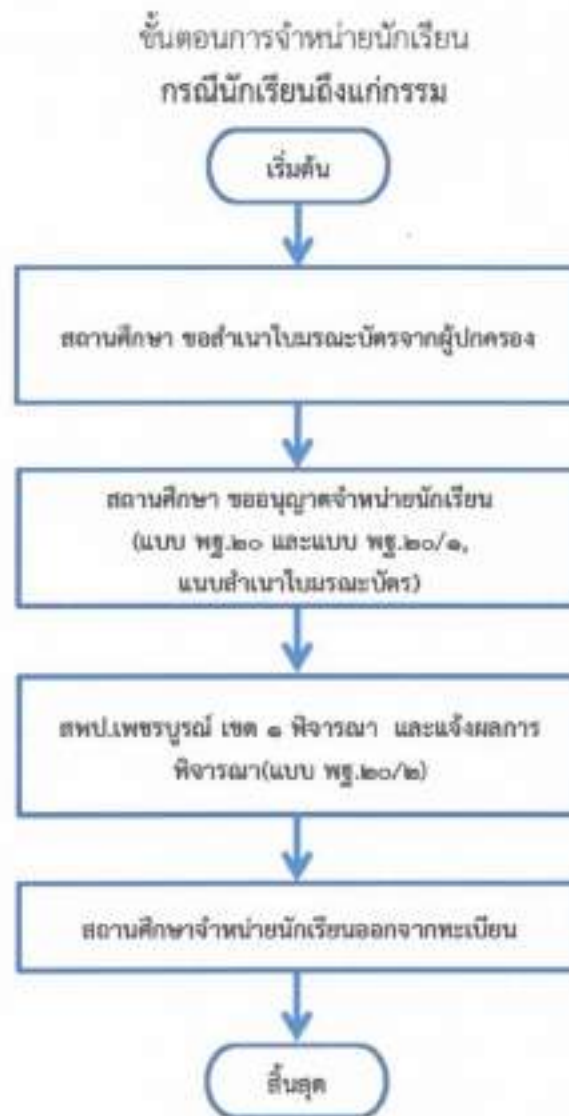 ขั้นตอนการจำหน่ายนักเรียน
กรณีนักเรียนถึงแก่กรรม
เริ่มต้น
สถานศึกษา ขอสำเนาใบมรณะบัตรจากผู้ปกครอง
สถานศึกษา ขออนุญาตจำหน่ายนักเรียน
(แบบ พฐ.๒๐ และแบบ พฐ.๒๐/๑,
แนบสำเนาใบมรณะบัตร)
สพป.เพชรบูรณ์ เขต ๑ พิจารณา และแจ้งผลการ
พิจารณา(แบบ พฐ.๒๐/๒)
สถานศึกษาจำหน่ายนักเรียนออกจากทะเบียน
สิ้นสุด